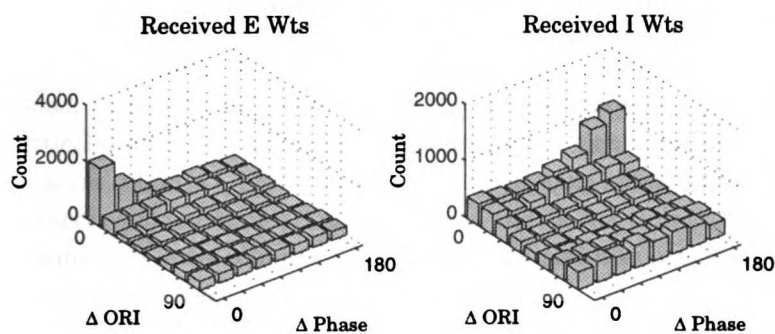 Received E Wts
4000
2000
0
Count
0
90
Δ ORI
0
180
Δ Phase
Received I Wts
2000
1000
0
Count
0
90
Δ ORI
0
180
Δ Phase